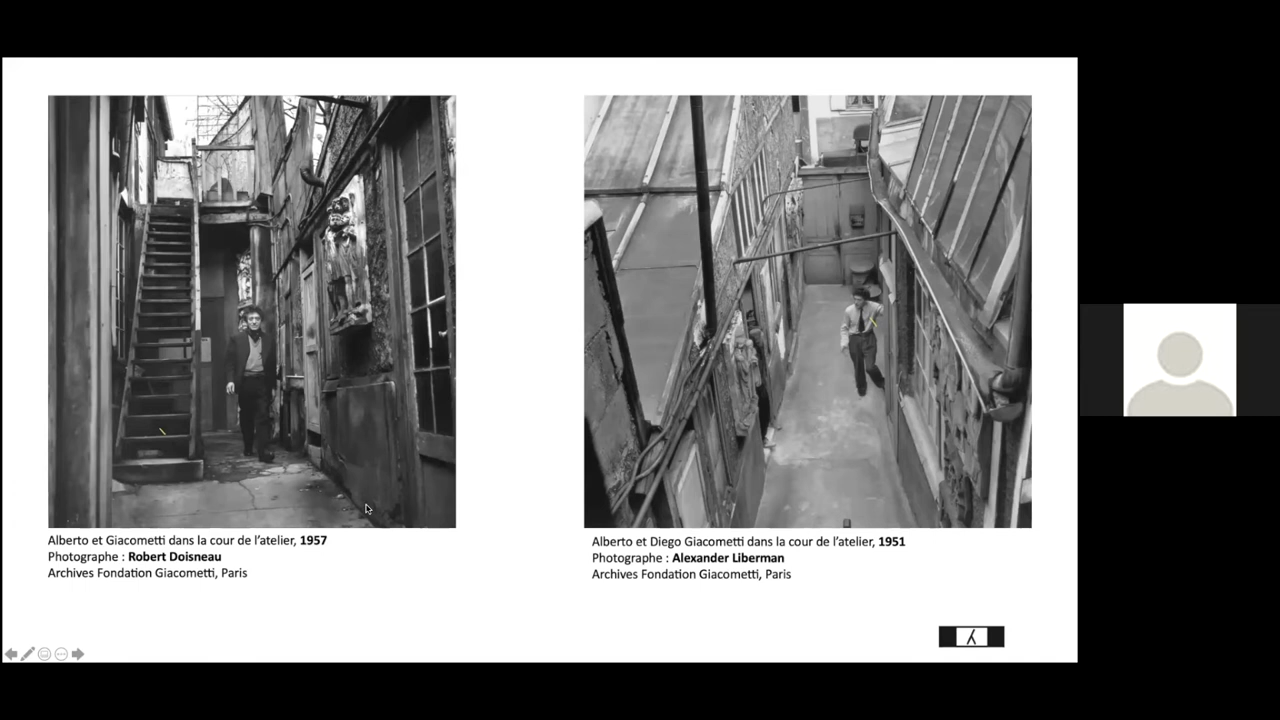 Alberto et Giacometti dans la cour de l'atelier, 1957
Photographe : Robert Doisneau
Archives Fondation Giacometti, Paris
Alberto et Diego Giacometti dans la cour de l'atelier, 1951
Photographe : Alexander Liberman
Archives Fondation Giacometti, Paris